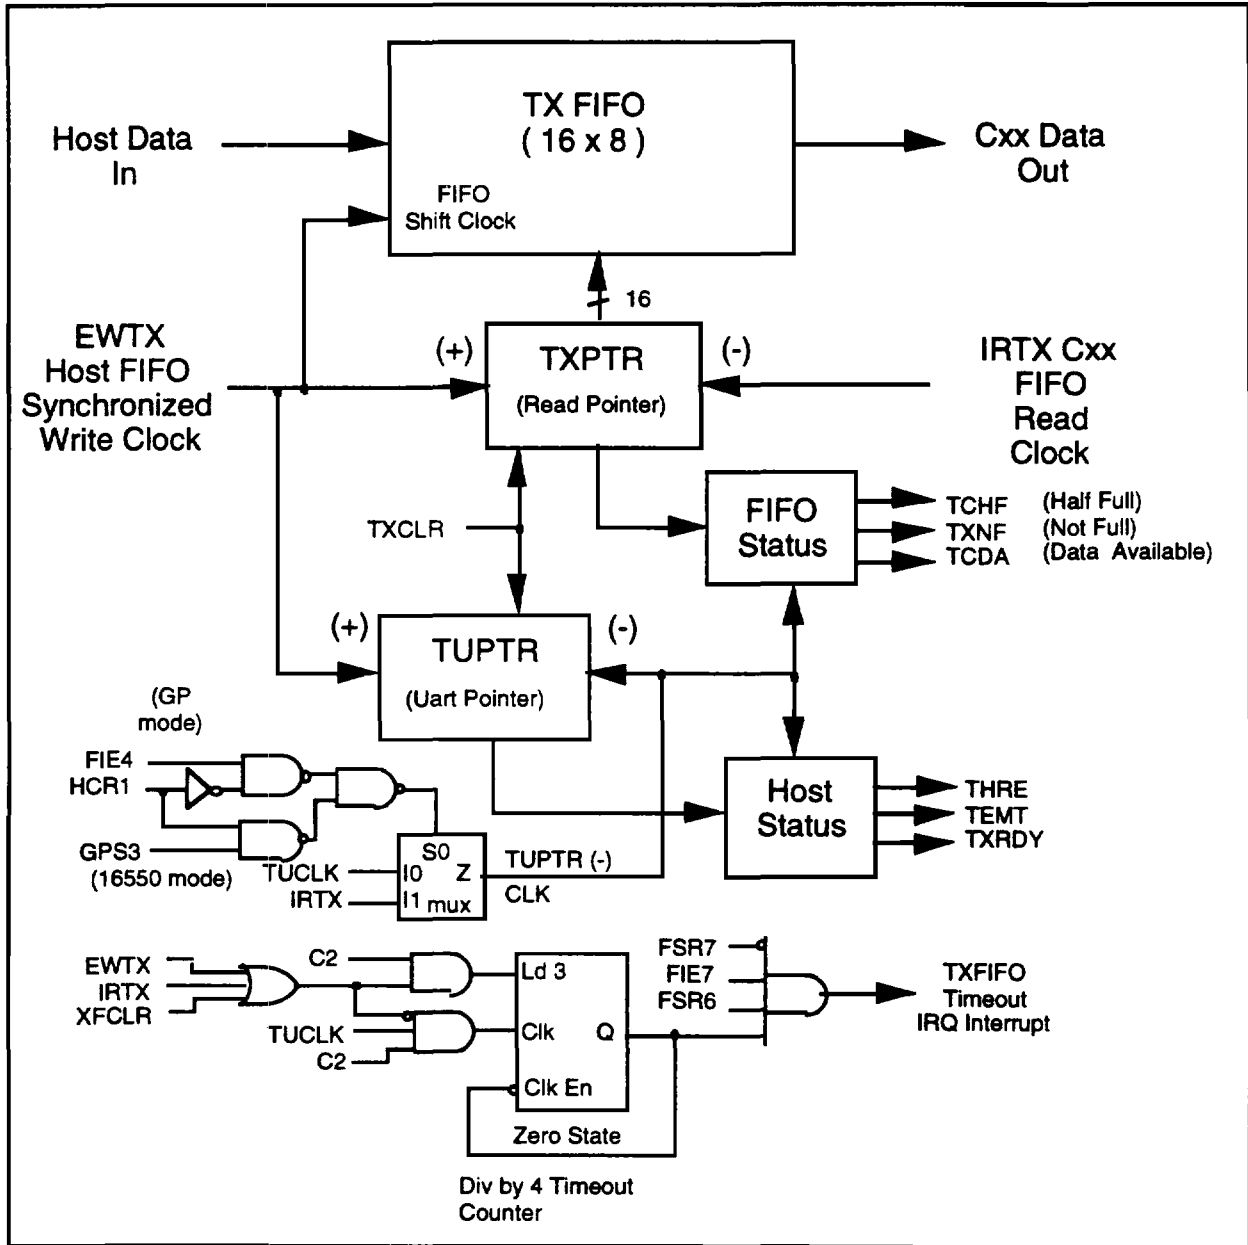 TX FIFO
( 16 x 8 )
Host Data
In
Cxx Data
Out
FIFO
Shift Clock
16
EWTX
Host FIFO
Synchronized
Write Clock
(+)
TXPTR
(Read Pointer)
(-)
IRTX Cxx
FIFO
Read
Clock
TXCLR
FIFO
Status
TCHF (Half Full)
TXNF (Not Full)
TCDA (Data Available)
(+)
TUPTR
(Uart Pointer)
(-)
(GP
mode)
FIE4
HCR1
GPS3
(16550 mode)
Host
Status
THRE
TEMT
TXRDY
S0
TUCLK
I0
Z
IRTX
I1
mux
TUPTR (-)
CLK
EWTX
IRTX
XFCLR
C2
TUCLK
C2
Ld 3
Clk
Q
Clk En
Zero State
FSR7
FIE7
FSR6
TXFIFO
Timeout
IRQ Interrupt
Div by 4 Timeout
Counter